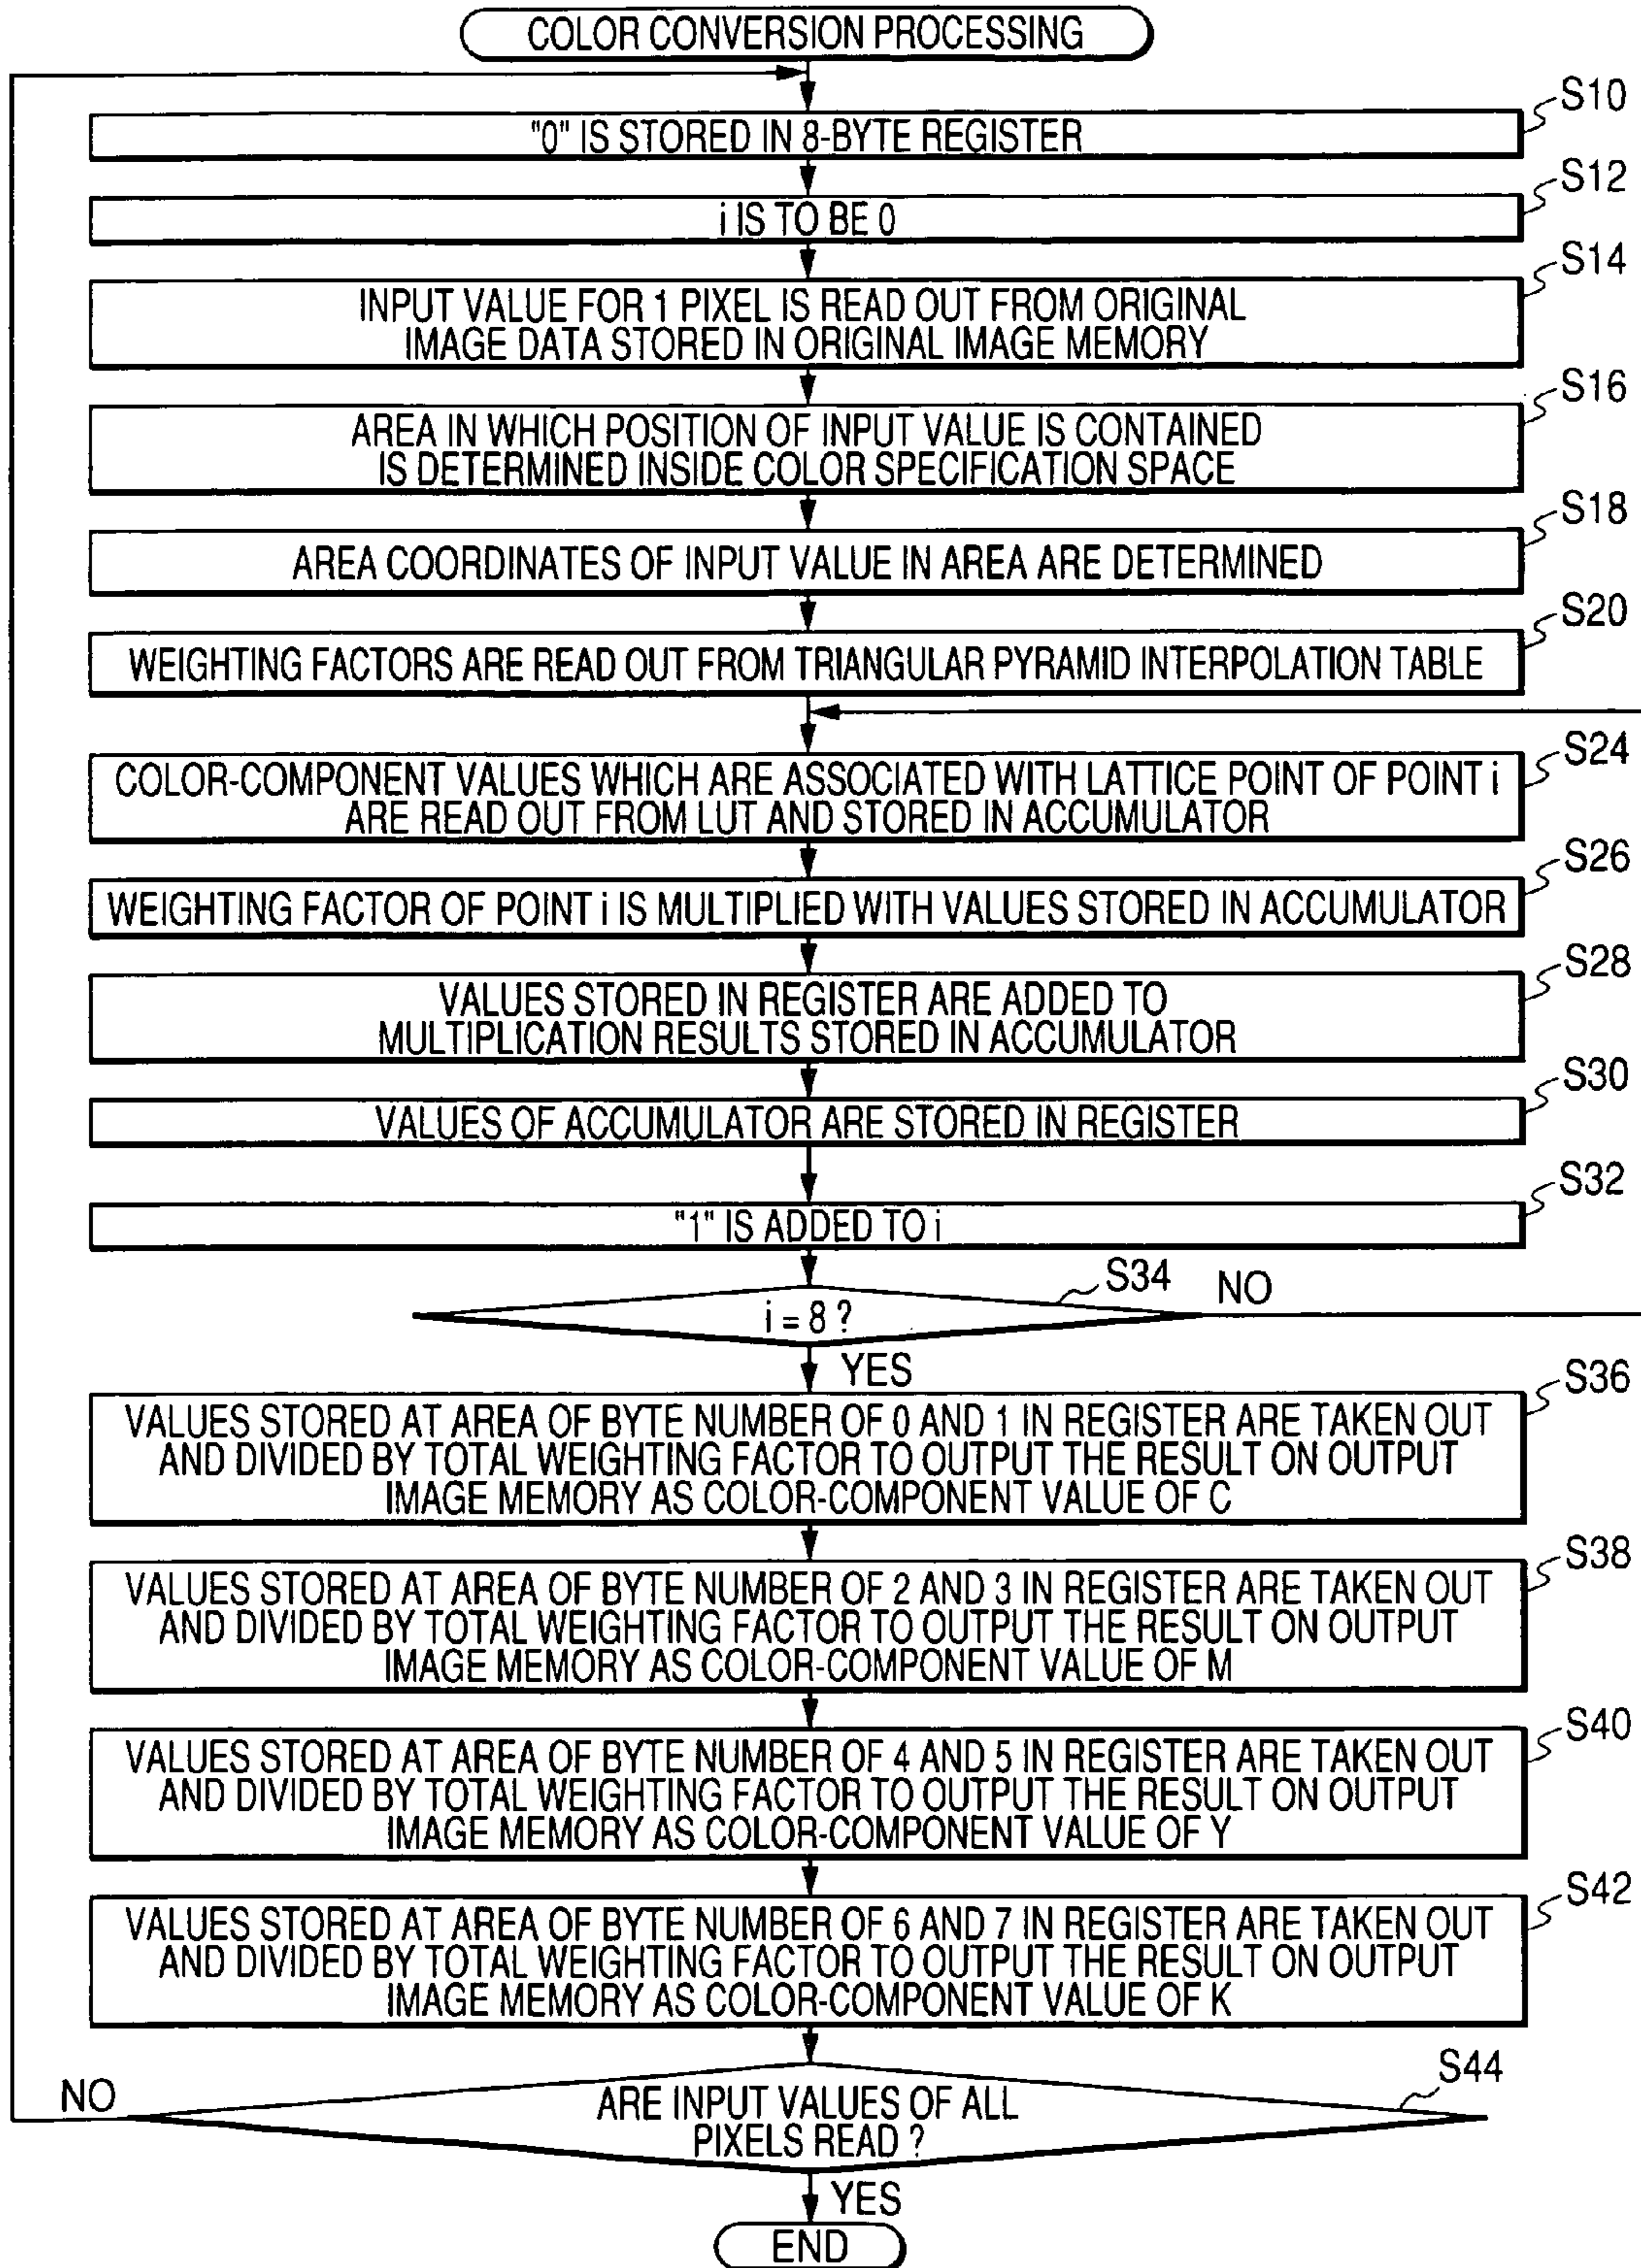 COLOR CONVERSION PROCESSING
S10
"0" IS STORED IN 8-BYTE REGISTER
S12
i IS TO BE 0
S14
INPUT VALUE FOR 1 PIXEL IS READ OUT FROM ORIGINAL
IMAGE DATA STORED IN ORIGINAL IMAGE MEMORY
S16
AREA IN WHICH POSITION OF INPUT VALUE IS CONTAINED
IS DETERMINED INSIDE COLOR SPECIFICATION SPACE
S18
AREA COORDINATES OF INPUT VALUE IN AREA ARE DETERMINED
S20
WEIGHTING FACTORS ARE READ OUT FROM TRIANGULAR PYRAMID INTERPOLATION TABLE
S24
COLOR-COMPONENT VALUES WHICH ARE ASSOCIATED WITH LATTICE POINT OF POINT i
ARE READ OUT FROM LUT AND STORED IN ACCUMULATOR
S26
WEIGHTING FACTOR OF POINT i IS MULTIPLIED WITH VALUES STORED IN ACCUMULATOR
S28
VALUES STORED IN REGISTER ARE ADDED TO
MULTIPLICATION RESULTS STORED IN ACCUMULATOR
S30
VALUES OF ACCUMULATOR ARE STORED IN REGISTER
S32
"1" IS ADDED TO i
S34
NO
i = 8 ?
YES
S36
VALUES STORED AT AREA OF BYTE NUMBER OF 0 AND 1 IN REGISTER ARE TAKEN OUT
AND DIVIDED BY TOTAL WEIGHTING FACTOR TO OUTPUT THE RESULT ON OUTPUT
IMAGE MEMORY AS COLOR-COMPONENT VALUE OF C
S38
VALUES STORED AT AREA OF BYTE NUMBER OF 2 AND 3 IN REGISTER ARE TAKEN OUT
AND DIVIDED BY TOTAL WEIGHTING FACTOR TO OUTPUT THE RESULT ON OUTPUT
IMAGE MEMORY AS COLOR-COMPONENT VALUE OF M
S40
VALUES STORED AT AREA OF BYTE NUMBER OF 4 AND 5 IN REGISTER ARE TAKEN OUT
AND DIVIDED BY TOTAL WEIGHTING FACTOR TO OUTPUT THE RESULT ON OUTPUT
IMAGE MEMORY AS COLOR-COMPONENT VALUE OF Y
S42
VALUES STORED AT AREA OF BYTE NUMBER OF 6 AND 7 IN REGISTER ARE TAKEN OUT
AND DIVIDED BY TOTAL WEIGHTING FACTOR TO OUTPUT THE RESULT ON OUTPUT
IMAGE MEMORY AS COLOR-COMPONENT VALUE OF K
S44
NO
ARE INPUT VALUES OF ALL
PIXELS READ ?
YES
END